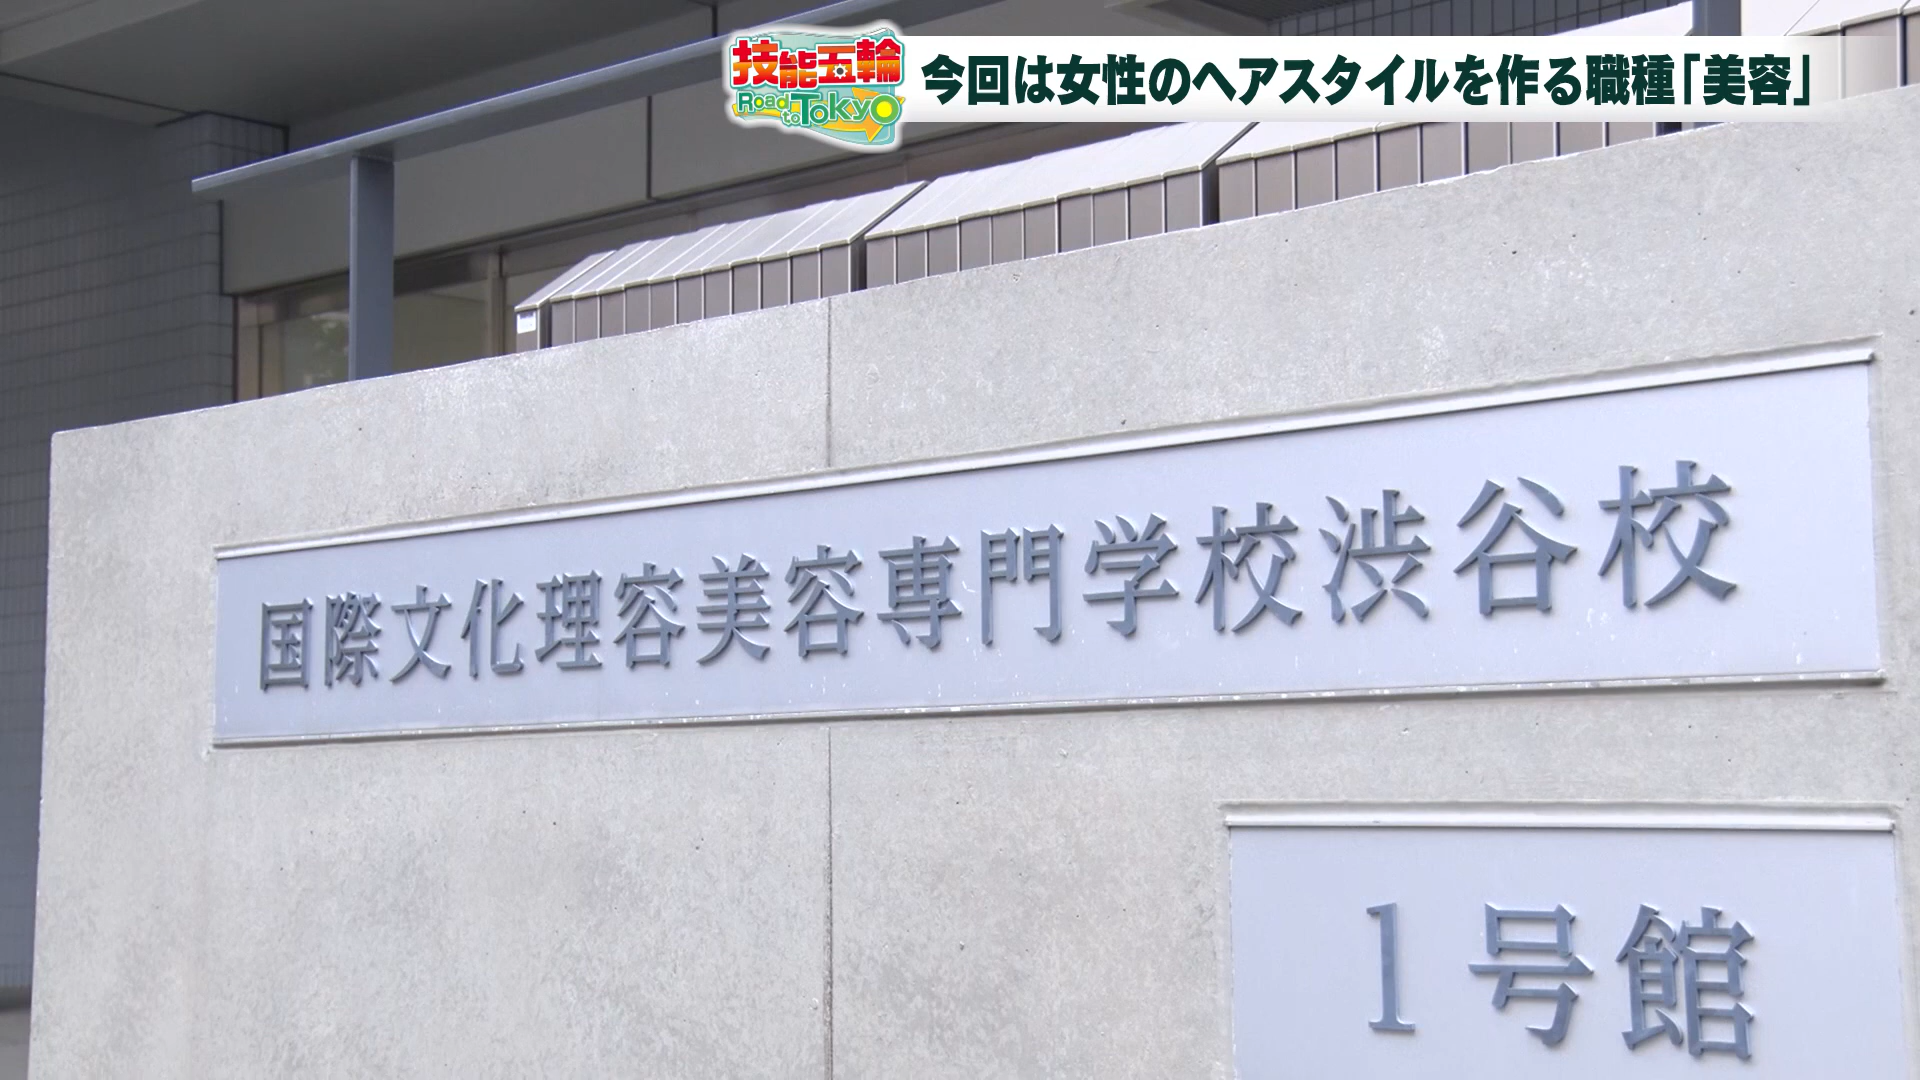 技能五輪
Road to Tokyo
今回は女性のヘアスタイルを作る職種「美容」
国際文化理容美容専門学校渋谷校
1号館